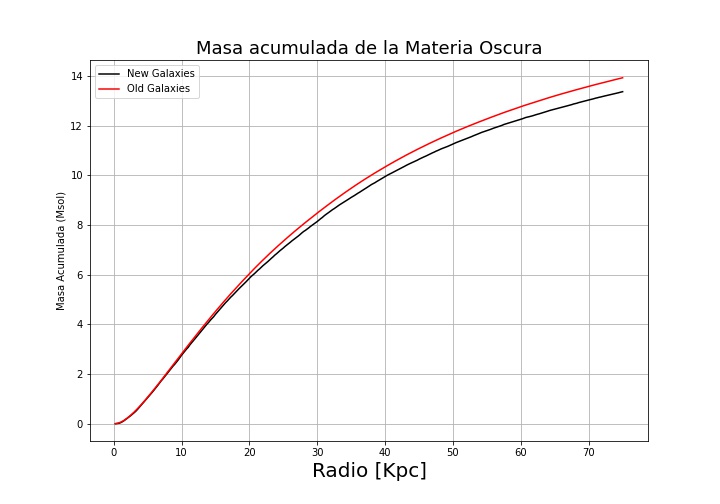 Masa acumulada de la Materia Oscura
New Galaxies
Old Galaxies
Masa Acumulada (Msol)
14
12
10
8
6
4
2
0
0 10 20 30 40 50 60 70
Radio [Kpc]